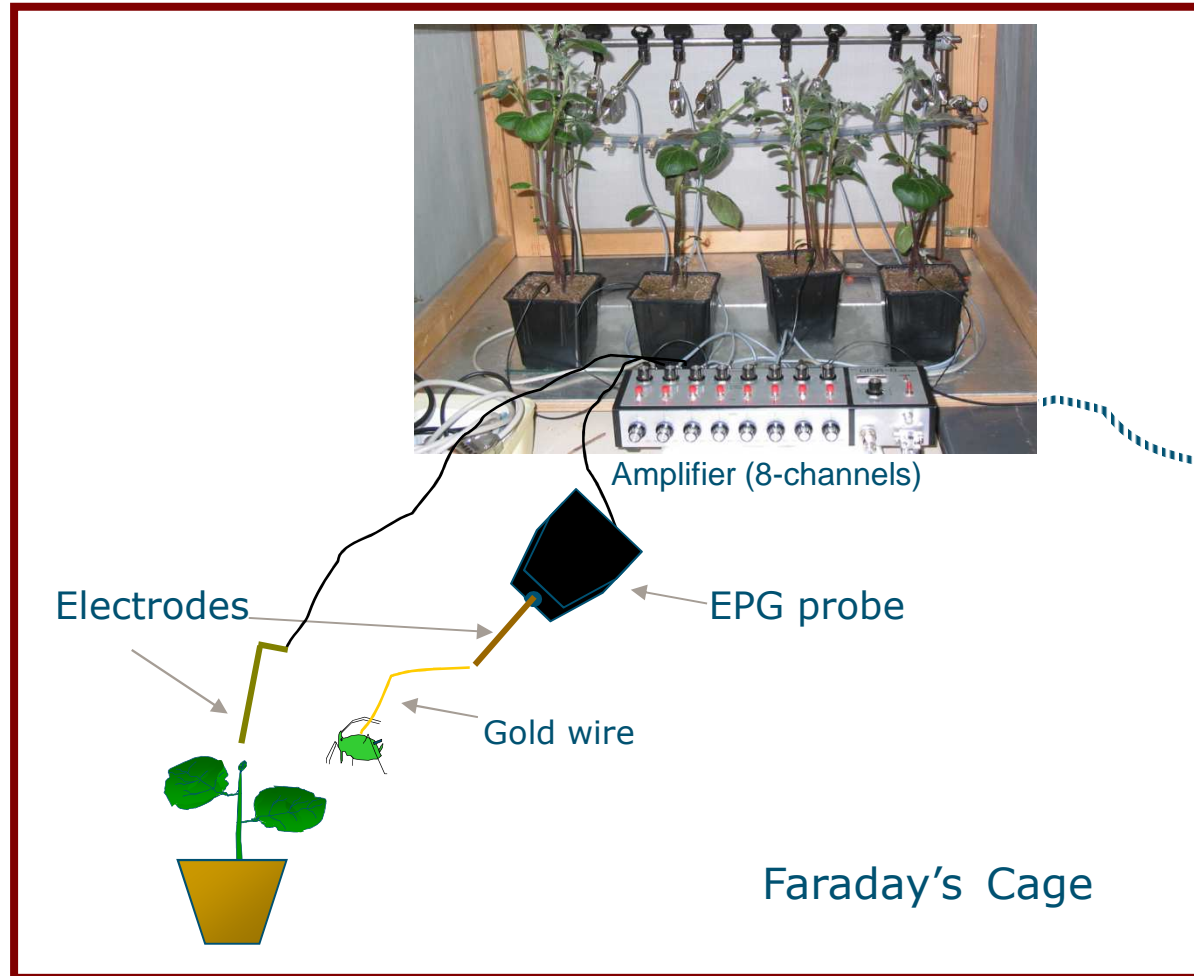 Amplifier (8-channels)
Electrodes
EPG probe
Gold wire
Faraday's Cage